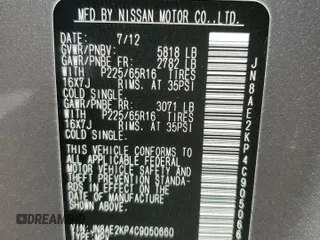 MFD BY NISSAN MOTOR CO.,LTD.
DATE: 7/12
GVWR/PNBV: 5818 LB
GAWR/PNBE FR: 2782 LB
WITH P225/65R16 TIRES
16X7J RIMS. AT 35PSI
COLD SINGLE.
GAWR/PNBE RR: 3071 LB
WITH P225/65R16 TIRES
16X7J RIMS. AT 35PSI
COLD SINGLE.
THIS VEHICLE CONFORMS TO
ALL APPLICABLE FEDERAL
MOTOR VEHICLE SAFETY AND
THEFT PREVENTION STANDA-
RDS IN EFFECT ON THE DATE
OF MANUFACTURE SHOWN
ABOVE.
VIN: JN8AE2KP4C9050660
TYPE: MPV
JN8AE2KP4C9050660
DREAMBID